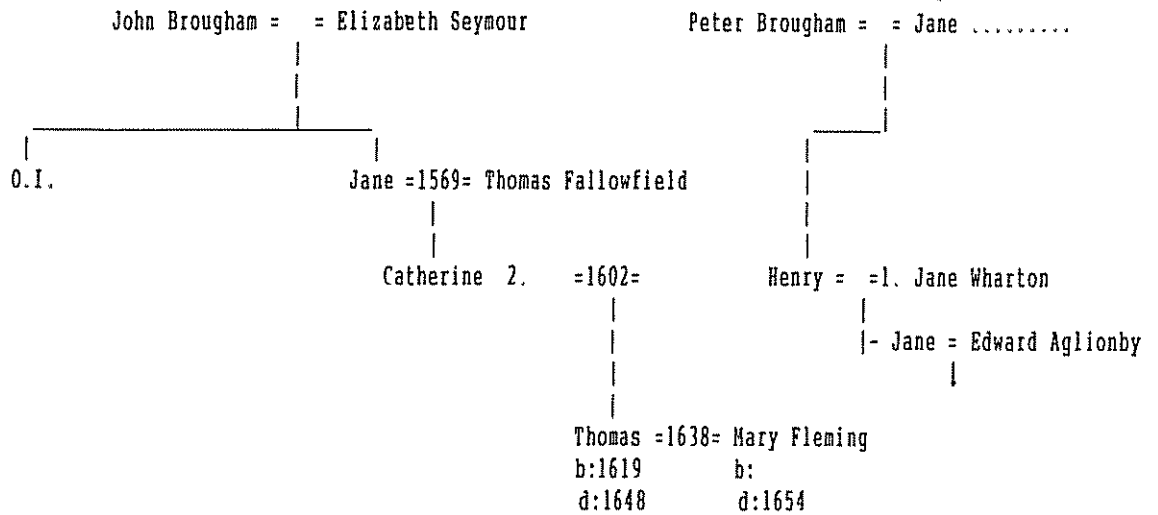 John Brougham =   = Elizabeth Seymour   Peter Brougham =  = Jane .........
O.I.   Jane =1569= Thomas Fallowfield
Catherine  2.   =1602=   Henry =  =1. Jane Wharton
|- Jane = Edward Aglionby
Thomas =1638= Mary Fleming
b:1619   b:
d:1648   d:1654